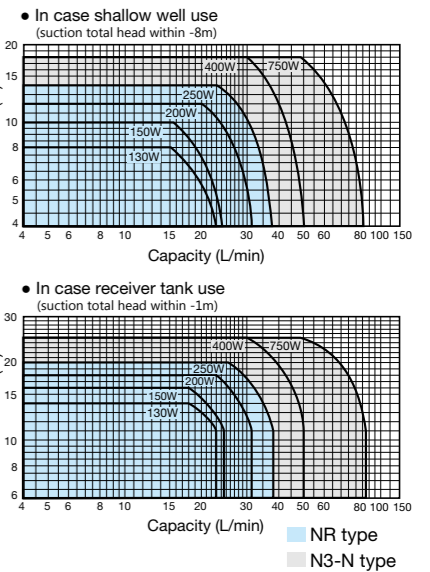 ● In case shallow well use
(suction total head within -8m)
20
15
10
8
6
5
4
400W
750W
250W
200W
150W
130W
4 5 6 8 10 15 20 30 40 50 60 80 100 150
Capacity (L/min)
● In case receiver tank use
(suction total head within -1m)
30
20
15
10
8
6
400W
750W
250W
200W
150W
130W
4 5 6 8 10 15 20 30 40 50 60 80 100 150
Capacity (L/min)
NR type
N3-N type